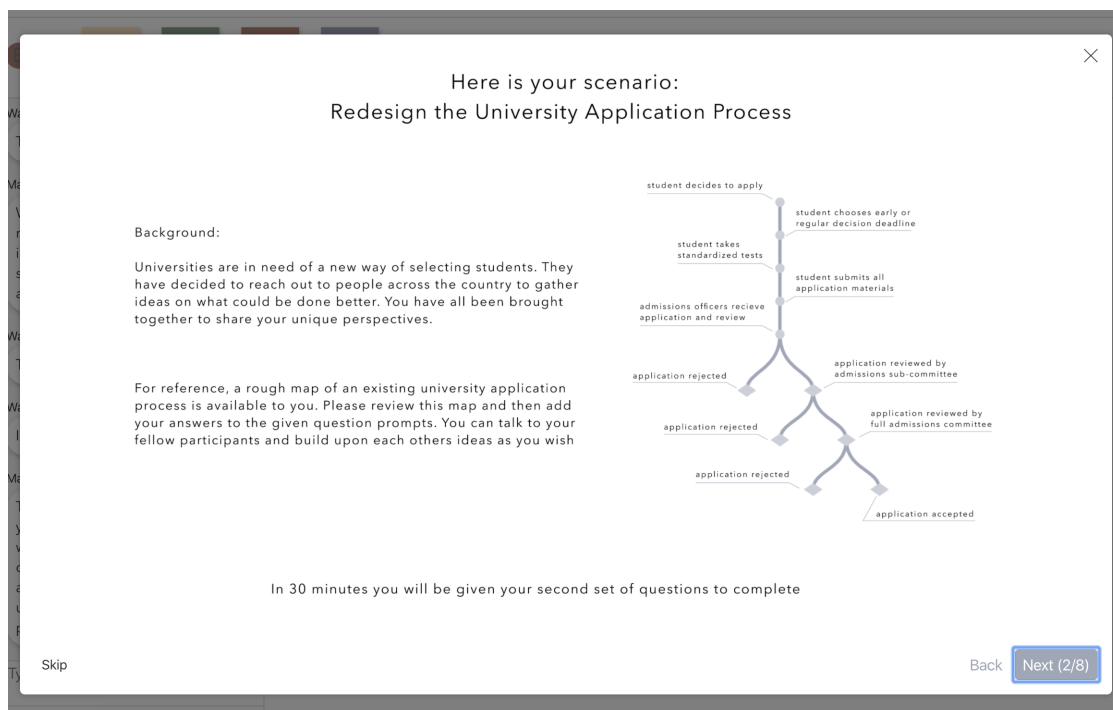 Here is your scenario:
Redesign the University Application Process
Background:
Universities are in need of a new way of selecting students. They
have decided to reach out to people across the country to gather
ideas on what could be done better. You have all been brought
together to share your unique perspectives.
For reference, a rough map of an existing university application
process is available to you. Please review this map and then add
your answers to the given question prompts. You can talk to your
fellow participants and build upon each others ideas as you wish
student decides to apply
student chooses early or
regular decision deadline
student takes
standardized tests
student submits all
application materials
admissions officers recieve
application and review
application rejected
application reviewed by
admissions sub-committee
application rejected
application reviewed by
full admissions committee
application rejected
application accepted
In 30 minutes you will be given your second set of questions to complete
Skip
Back
Next (2/8)